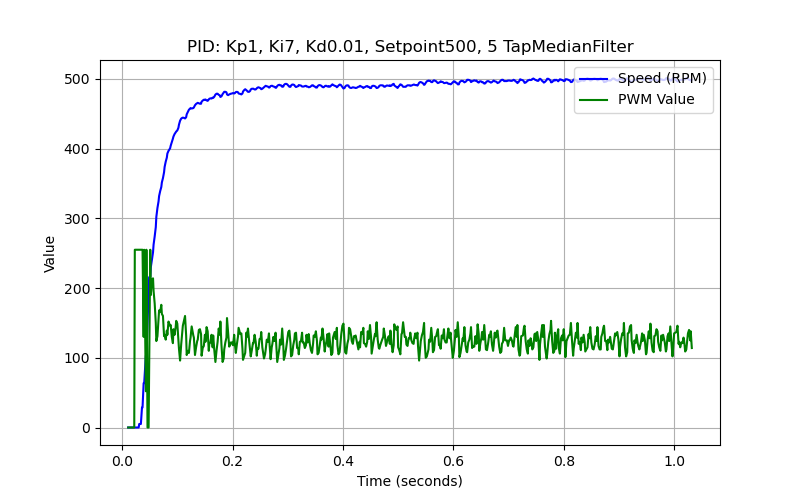 PID: Kp1, Ki7, Kd0.01, Setpoint500, 5 TapMedianFilter
Speed (RPM)
PWM Value
500
400
300
200
100
0
Value
0.0 0.2 0.4 0.6 0.8 1.0
Time (seconds)